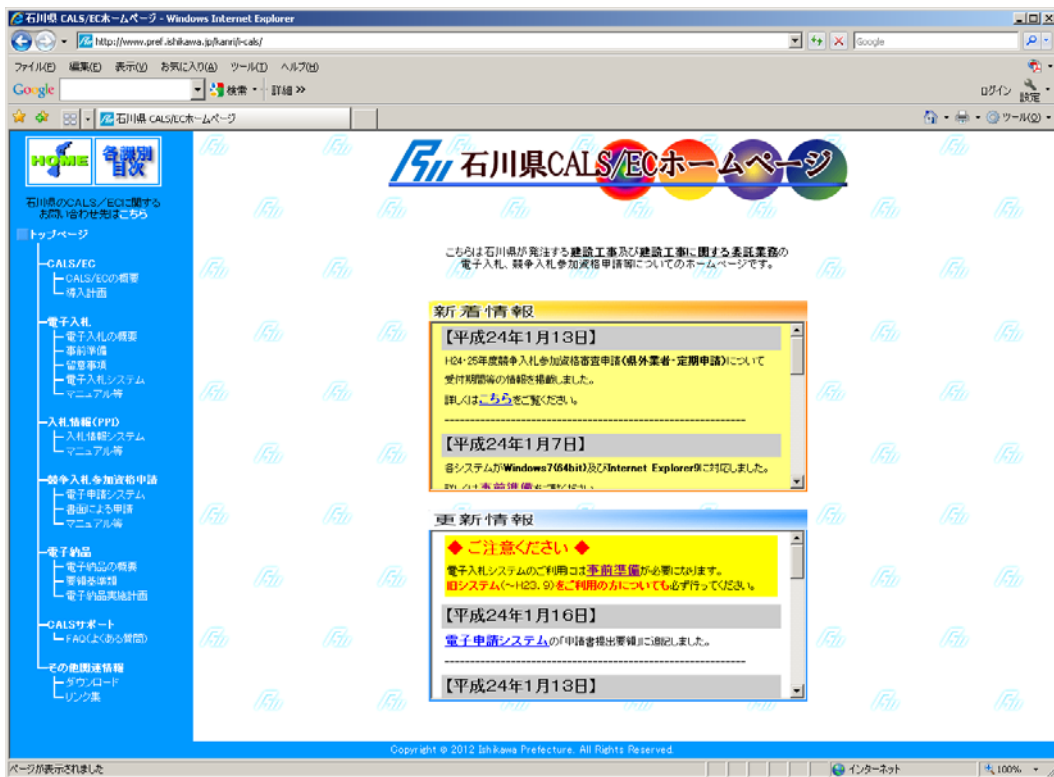 石川県 CALS/ECホームページ - Windows Internet Explorer
http://www.pref.ishikawa.jp/kanri/i-cals/
Google
ファイル(E) 編集(E) 表示(V) お気に入り(A) ツール(T) ヘルプ(H)
Google 検索 詳細 >> ログイン 設定
石川県 CALS/ECホームページ ツール(O)
HOME 各課別目次
石川県CALS/ECホームページ
石川県のCALS/ECに関する
お問い合わせ先はこちら
トップページ
CALS/EC
CALS/ECの概要
導入計画
電子入札
電子入札の概要
事前準備
留意事項
電子入札システム
マニュアル等
入札情報(PPI)
入札情報システム
マニュアル等
競争入札参加資格申請
電子申請システム
書面による申請
マニュアル等
電子納品
電子納品の概要
要領基準類
電子納品実施計画
CALSサポート
FAQ(よくある質問)
その他関連情報
ダウンロード
リンク集
こちらは石川県が発注する建設工事及び建設工事に関する委託業務の
電子入札、競争入札参加資格申請等についてのホームページです。
新着情報
【平成24年1月13日】
H24・25年度競争入札参加資格審査申請(県外業者・定期申請)について
受付期間等の情報を掲載しました。
詳しくはこちらをご覧ください。
【平成24年1月7日】
各システムがWindows7(64bit)及びInternet Explorer9に対応しました。
詳しくは事前準備をご覧ください。
更新情報
◆ ご注意ください ◆
電子入札システムのご利用には事前準備が必要になります。
旧システム(～H23.9)をご利用の方についても必ず行ってください。
【平成24年1月16日】
電子申請システムの「申請書提出要領」に追記しました。
【平成24年1月13日】
Copyright © 2012 Ishikawa Prefecture. All Rights Reserved.
ページが表示されました インターネット 100%